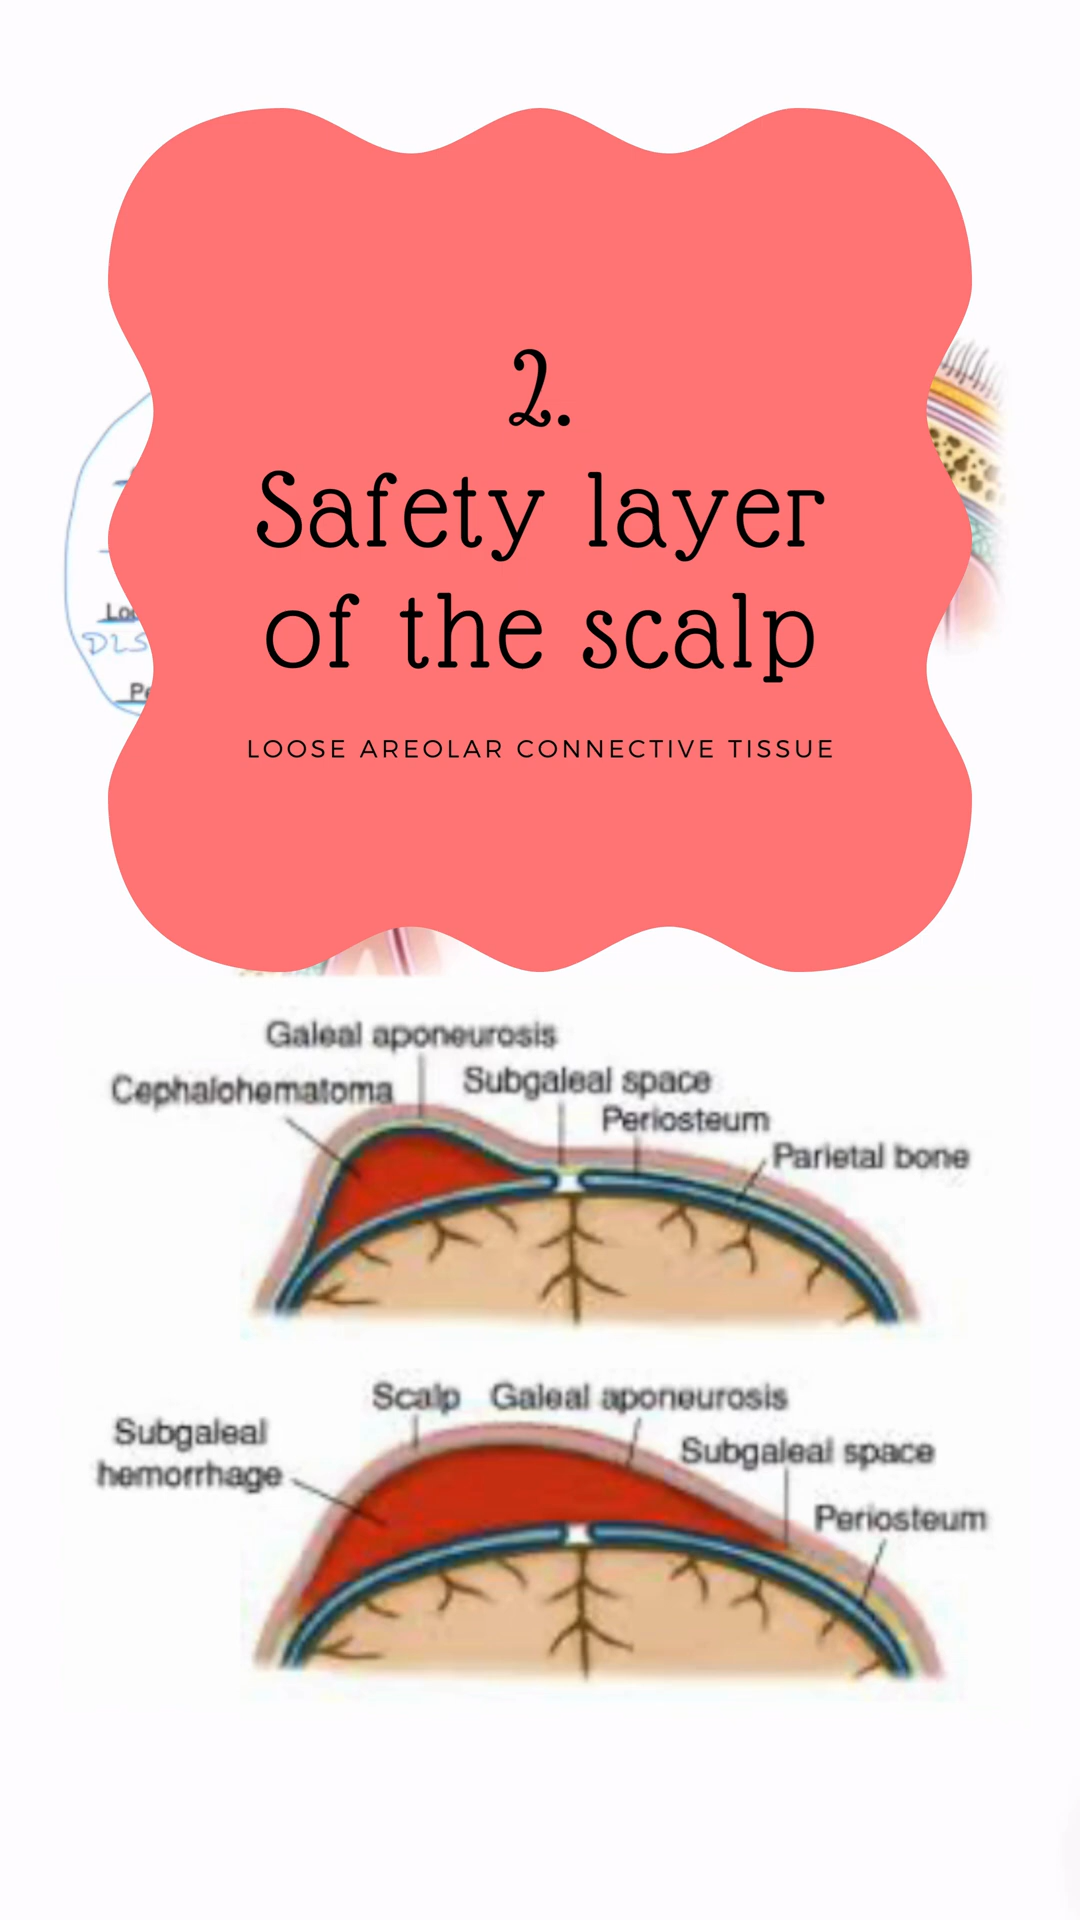 2.
Safety layer
of the scalp
LOOSE AREOLAR CONNECTIVE TISSUE
DLS
Galeal aponeurosis
Cephalohematoma
Subgaleal space
Periosteum
Parietal bone
Scalp
Galeal aponeurosis
Subgaleal
hemorrhage
Subgaleal space
Periosteum